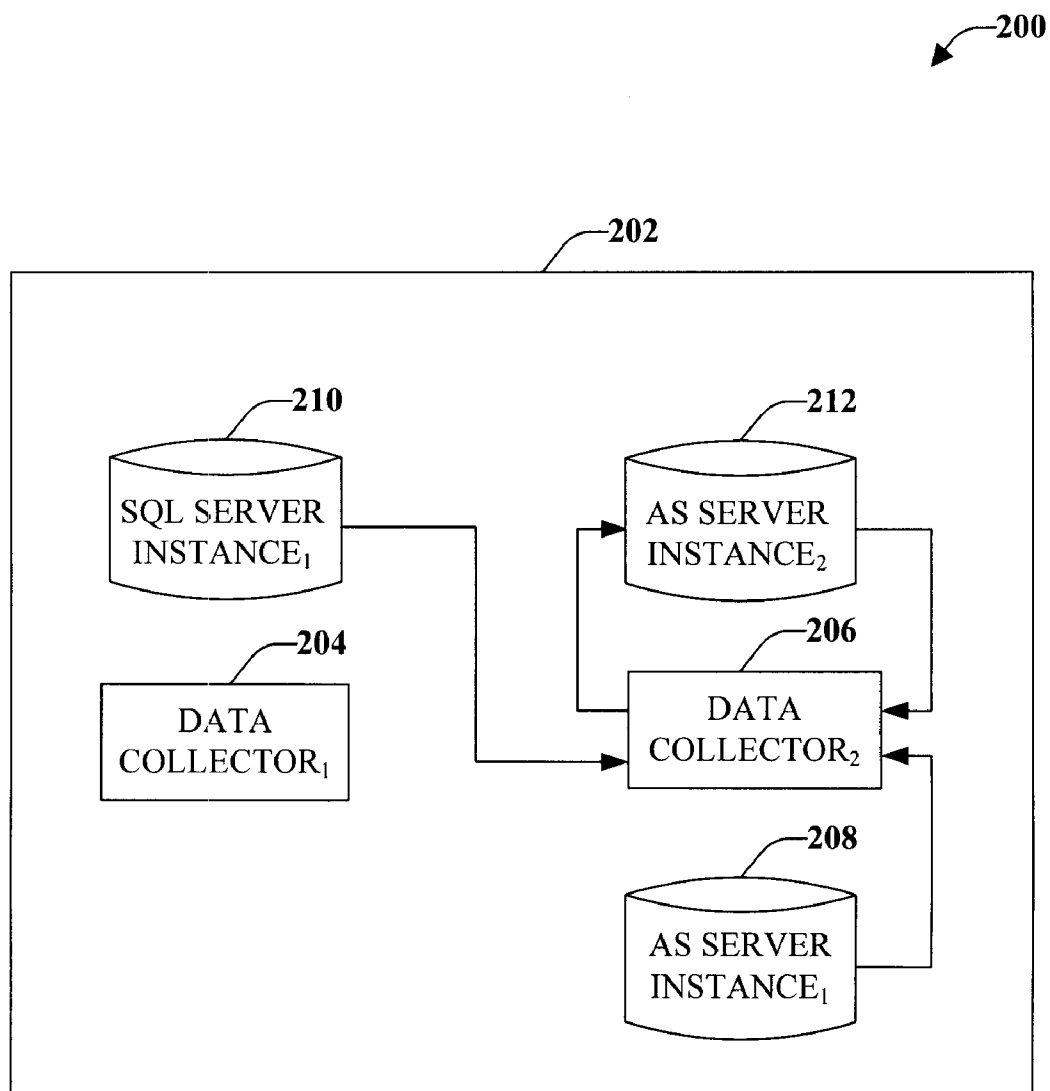 200
202
210
SQL SERVER
INSTANCE₁
212
AS SERVER
INSTANCE₂
204
DATA
COLLECTOR₁
206
DATA
COLLECTOR₂
208
AS SERVER
INSTANCE₁